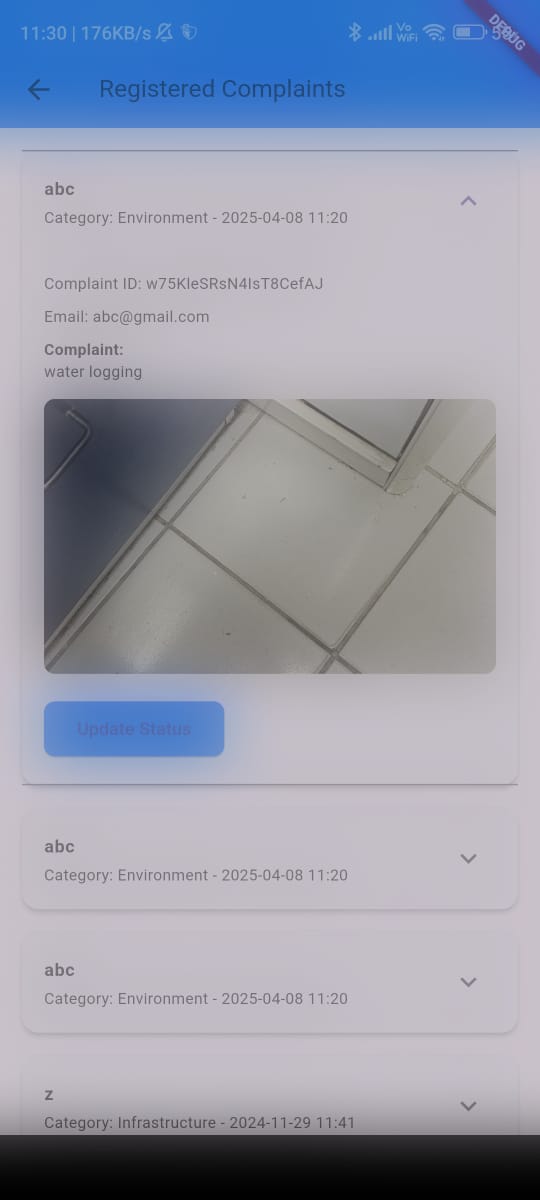 11:30 | 176KB/s
Vo
WiFi
DEBUG
Registered Complaints
abc
Category: Environment - 2025-04-08 11:20
Complaint ID: w75KleSRsN4IsT8CefAJ
Email: abc@gmail.com
Complaint:
water logging
Update Status
abc
Category: Environment - 2025-04-08 11:20
abc
Category: Environment - 2025-04-08 11:20
z
Category: Infrastructure - 2024-11-29 11:41